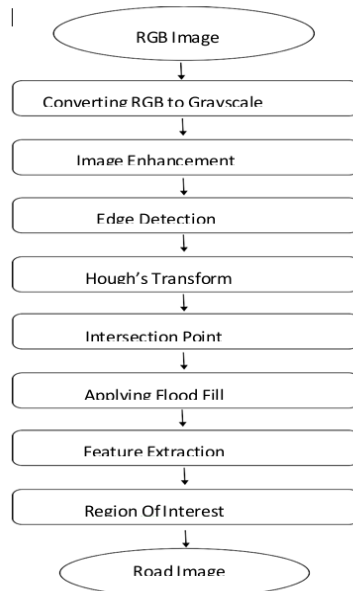 RGB Image
Converting RGB to Grayscale
Image Enhancement
Edge Detection
Hough’s Transform
Intersection Point
Applying Flood Fill
Feature Extraction
Region Of Interest
Road Image